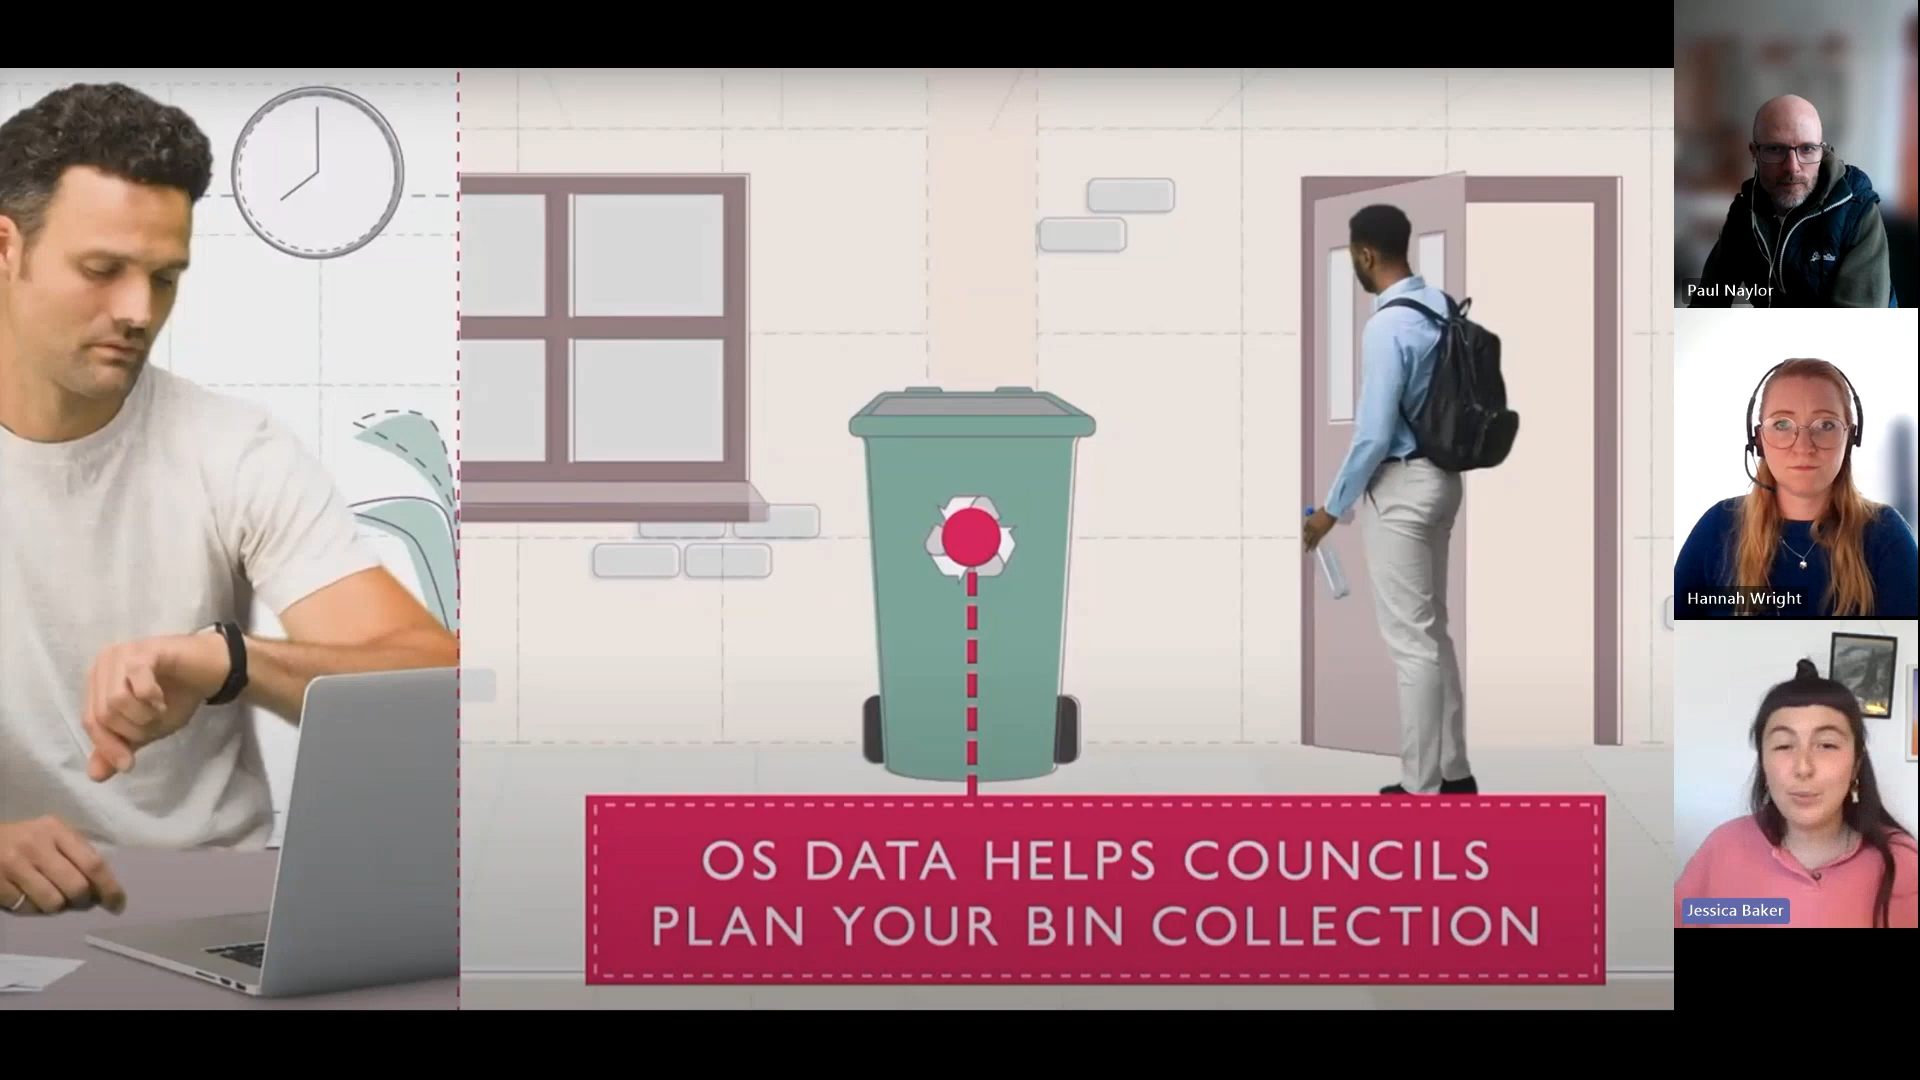 OS DATA HELPS COUNCILS
PLAN YOUR BIN COLLECTION
Paul Naylor
Hannah Wright
Jessica Baker